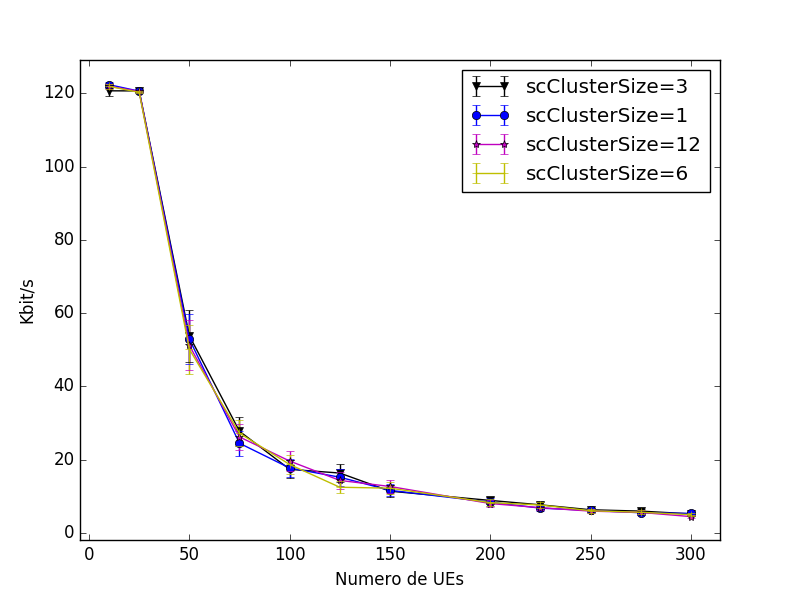 120
100
80
60
40
20
0
Kbit/s
scClusterSize=3
scClusterSize=1
scClusterSize=12
scClusterSize=6
0 50 100 150 200 250 300
Numero de UEs